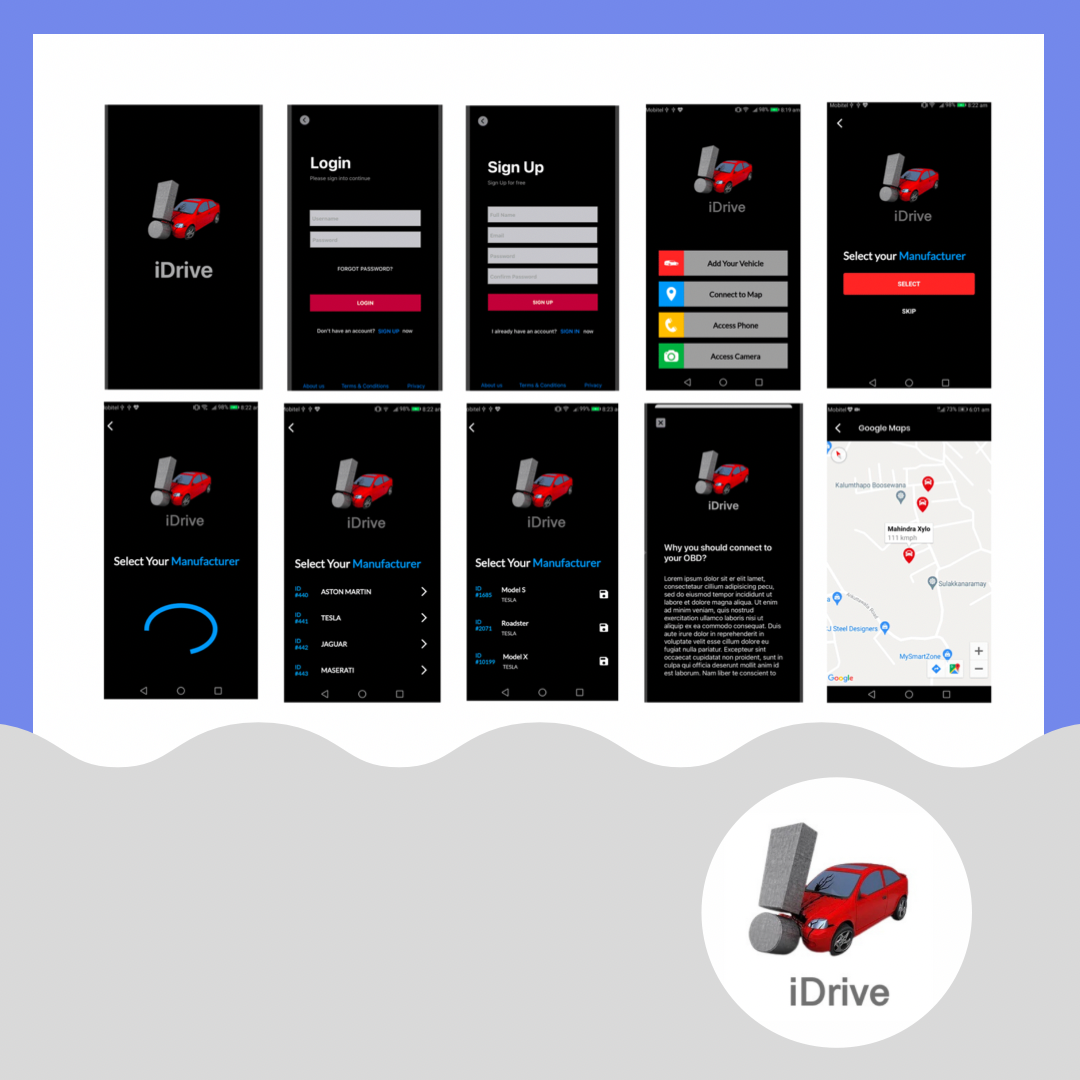 iDrive
Login
Please sign into continue
Username
Password
FORGOT PASSWORD?
LOGIN
Don't have an account? SIGN UP now
About us Terms & Conditions Privacy
Sign Up
Sign Up for free
Full Name
Email
Password
Confirm Password
SIGN UP
I already have an account? SIGN IN now
About us Terms & Conditions Privacy
Mobitel 98% 8:19 am
iDrive
Add Your Vehicle
Connect to Map
Access Phone
Access Camera
Mobitel 98% 8:22 am
iDrive
Select your Manufacturer
SELECT
SKIP
98% 8:22
iDrive
Select Your Manufacturer
98% 8:22 am
iDrive
Select Your Manufacturer
ID
#440 ASTON MARTIN
ID
#441 TESLA
ID
#442 JAGUAR
ID
#443 MASERATI
99% 8:23
iDrive
Select Your Manufacturer
ID
#1685
Model S
TESLA
ID
#2071
Roadster
TESLA
ID
#10199
Model X
TESLA
iDrive
Why you should connect to
your OBD?
Lorem ipsum dolor sit er elit lamet,
consectetaur cillium adipisicing pecu,
sed do eiusmod tempor incididunt ut
labore et dolore magna aliqua. Ut enim
ad minim veniam, quis nostrud
exercitation ullamco laboris nisi ut
aliquip ex ea commodo consequat. Duis
aute irure dolor in reprehenderit in
voluptate velit esse cillum dolore eu
fugiat nulla pariatur. Excepteur sint
occaecat cupidatat non proident, sunt in
culpa qui officia deserunt mollit anim id
est laborum. Nam liber te conscient to
Mobitel 73% 6:01 am
Google Maps
Kalumthapo Boosewana
Mahindra Xylo
111 kmph
Sulakkanaramay
Steel Designers
MySmartZone
Google
iDrive